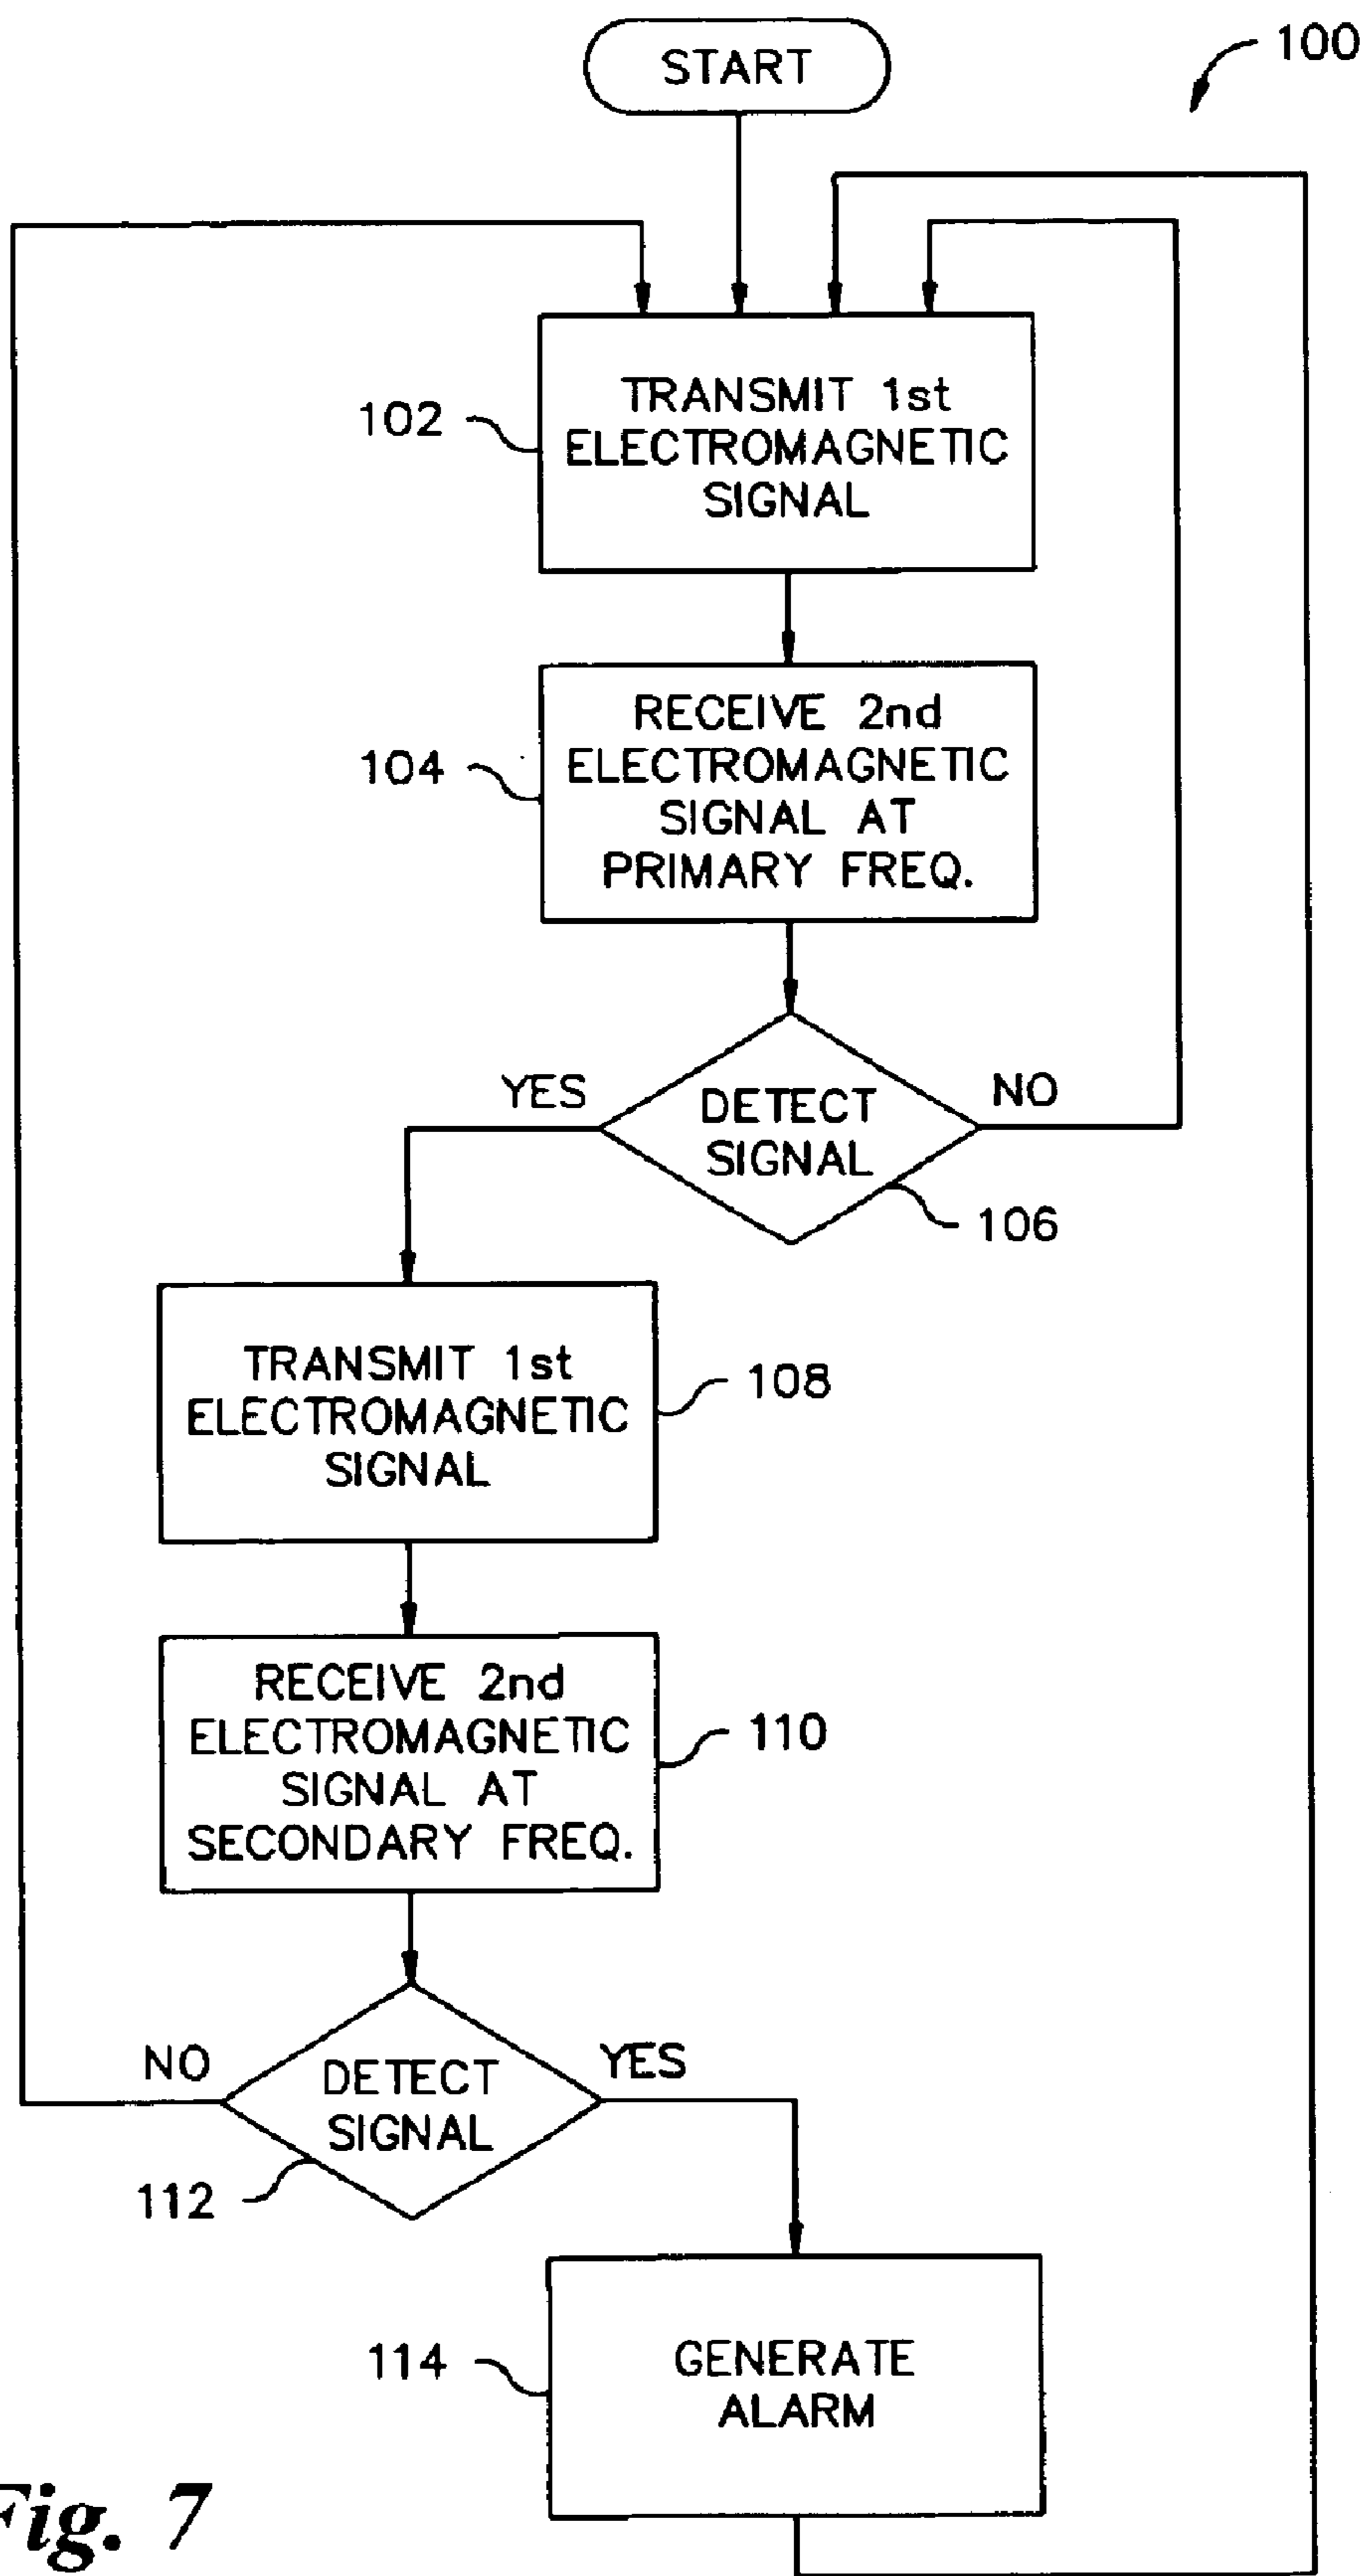 START
100
TRANSMIT 1st
ELECTROMAGNETIC
SIGNAL
102
RECEIVE 2nd
ELECTROMAGNETIC
SIGNAL AT
PRIMARY FREQ.
104
YES
DETECT
SIGNAL
NO
106
TRANSMIT 1st
ELECTROMAGNETIC
SIGNAL
108
RECEIVE 2nd
ELECTROMAGNETIC
SIGNAL AT
SECONDARY FREQ.
110
NO
DETECT
SIGNAL
YES
112
GENERATE
ALARM
114
Fig. 7